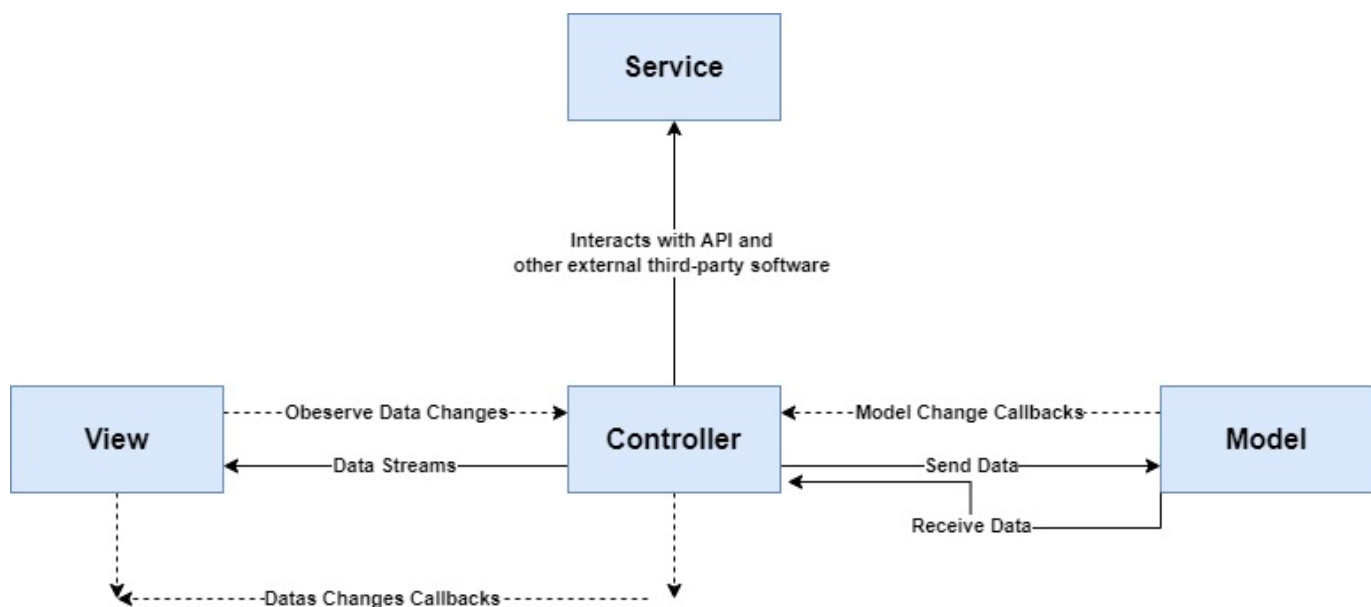 Service
Interacts with API and
other external third-party software
Obeserve Data Changes
Model Change Callbacks
View
Controller
Model
Data Streams
Send Data
Receive Data
Datas Changes Callbacks